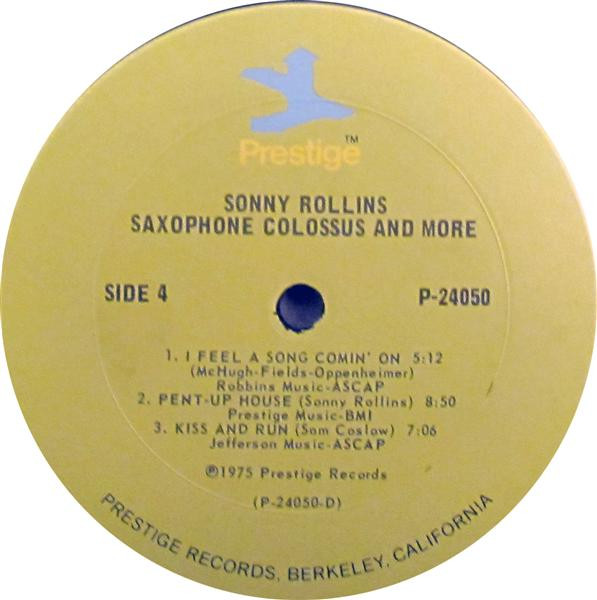 Prestige™
SONNY ROLLINS
SAXOPHONE COLOSSUS AND MORE
SIDE 4
P-24050
1. I FEEL A SONG COMIN' ON 5:12
(McHugh-Fields-Oppenheimer)
Robbins Music-ASCAP
2. PENT-UP HOUSE (Sonny Rollins) 8:50
Prestige Music-BMI
3. KISS AND RUN (Sam Coslow) 7:06
Jefferson Music-ASCAP
℗1975 Prestige Records
(P-24050-D)
PRESTIGE RECORDS, BERKELEY, CALIFORNIA